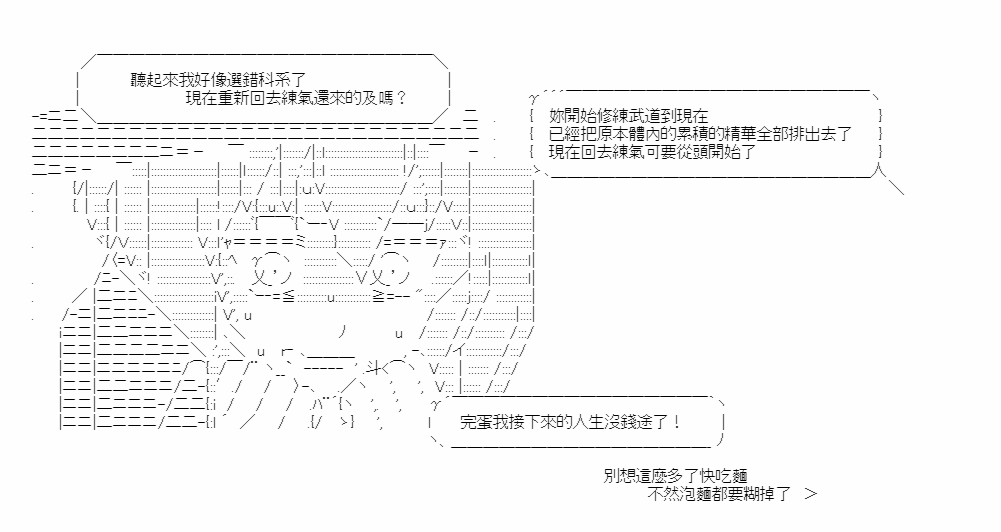 聽起來我好像選錯科系了
現在重新回去練氣還來的及嗎？
妳開始修練武道到現在
已經把原本體內的累積的精華全部排出去了
現在回去練氣可要從頭開始了
完蛋我接下來的人生沒錢途了！
別想這麼多了快吃麵
不然泡麵都要糊掉了　＞